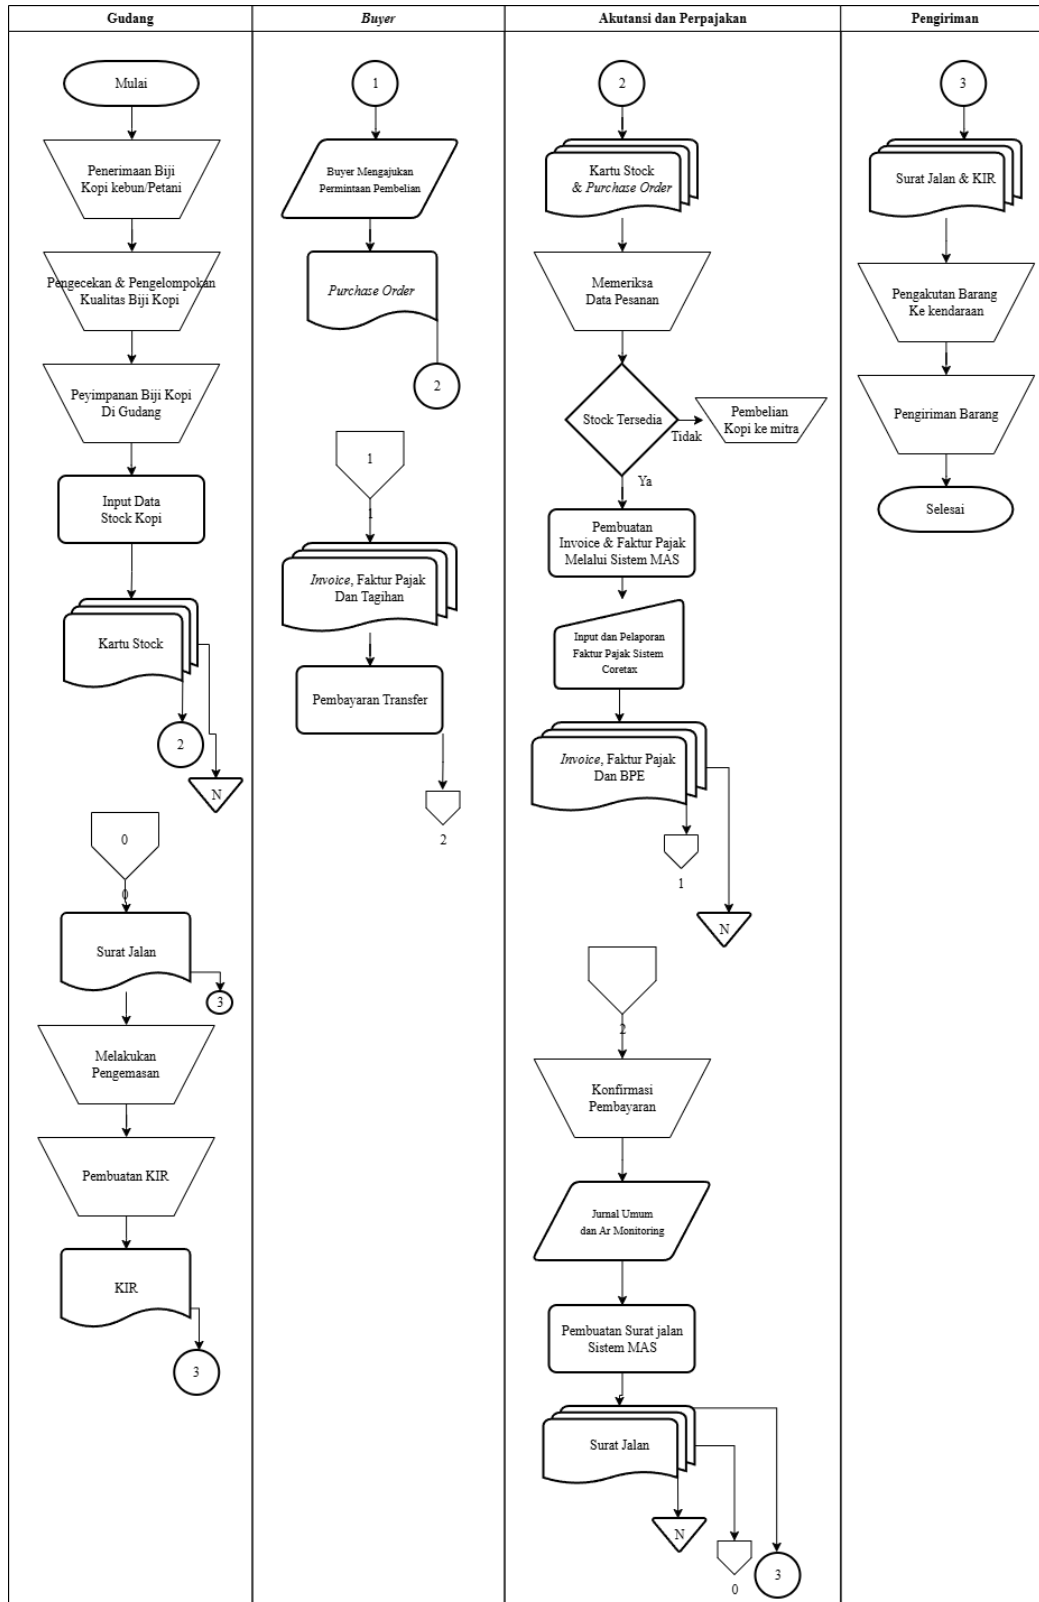 Gudang
Buyer
Akutansi dan Perpajakan
Pengiriman
Mulai
Penerimaan Biji
Kopi kebun/Petani
Pengecekan & Pengelompokan
Kualitas Biji Kopi
Peyimpanan Biji Kopi
Di Gudang
Input Data
Stock Kopi
Kartu Stock
2
N
0
0
Surat Jalan
3
Melakukan
Pengemasan
Pembuatan KIR
KIR
3
1
Buyer Mengajukan
Permintaan Pembelian
Purchase Order
2
1
1
Invoice, Faktur Pajak
Dan Tagihan
Pembayaran Transfer
2
2
Kartu Stock
& Purchase Order
Memeriksa
Data Pesanan
Stock Tersedia
Tidak
Pembelian
Kopi ke mitra
Ya
Pembuatan
Invoice & Faktur Pajak
Melalui Sistem MAS
Input dan Pelaporan
Faktur Pajak Sistem
Coretax
Invoice, Faktur Pajak
Dan BPE
1
N
2
Konfirmasi
Pembayaran
Jurnal Umum
dan Ar Monitoring
Pembuatan Surat jalan
Sistem MAS
Surat Jalan
N
0
3
3
Surat Jalan & KIR
Pengakutan Barang
Ke kendaraan
Pengiriman Barang
Selesai